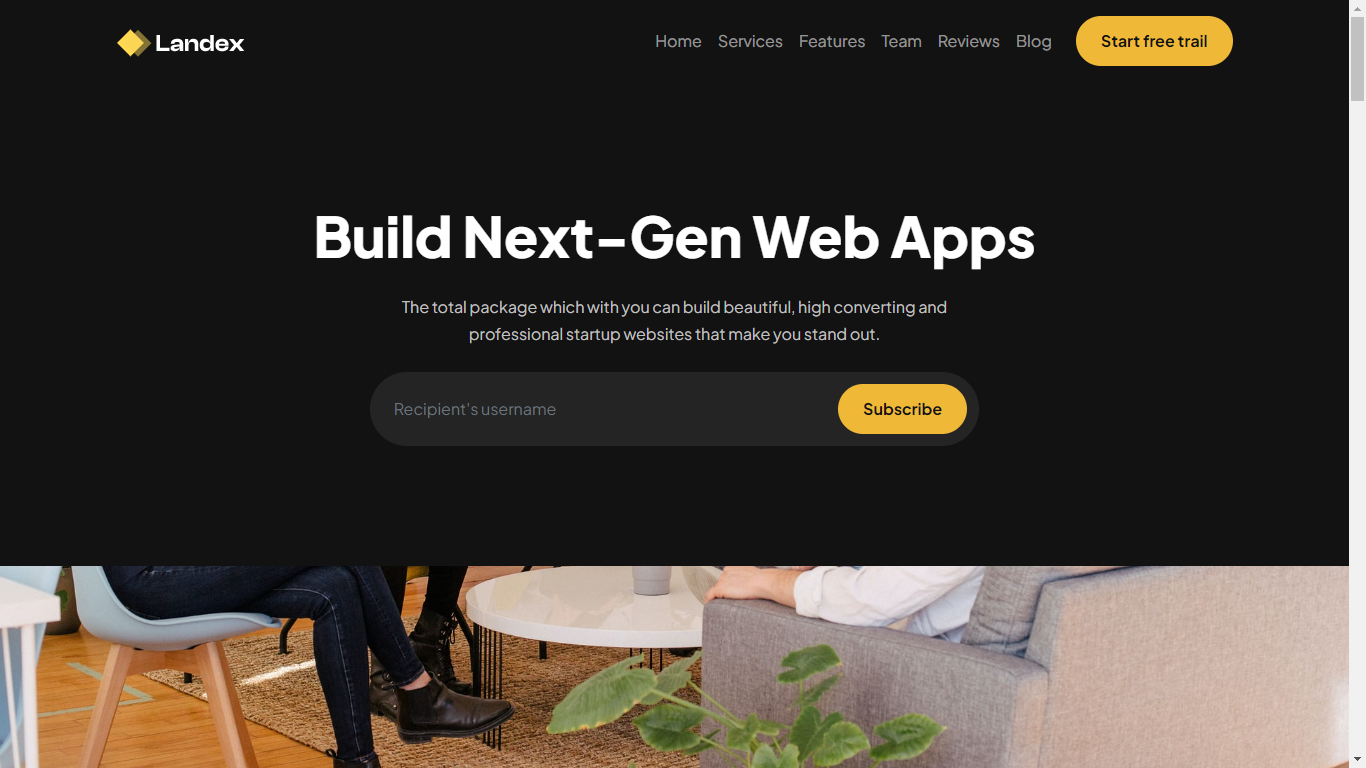 Landex
Home Services Features Team Reviews Blog Start free trail
Build Next-Gen Web Apps
The total package which with you can build beautiful, high converting and
professional startup websites that make you stand out.
Recipient's username
Subscribe